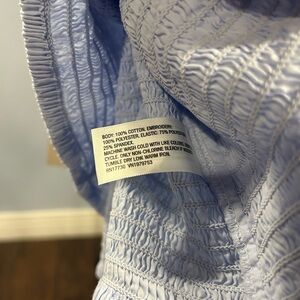 BODY: 100% COTTON. EMBROIDERY:
100% POLYESTER, ELASTIC: 75% POLYESTER
25% SPANDEX.
MACHINE WASH COLD WITH LIKE COLORS
CYCLE. ONLY NON-CHLORINE BLEACH IF
TUMBLE DRY LOW. WARM IRON.